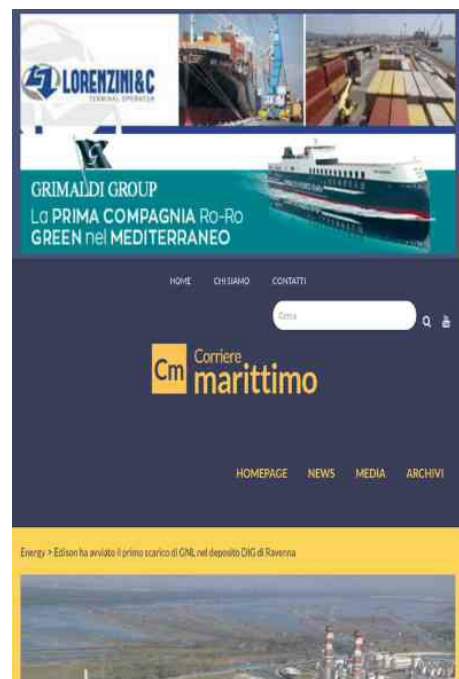 LORENZINI&C
TERMINAL OPERATOR
GRIMALDI GROUP
La PRIMA COMPAGNIA Ro-Ro
GREEN nel MEDITERRANEO
HOME CHI SIAMO CONTATTI
Cerca
Cm Corriere
marittimo
HOMEPAGE NEWS MEDIA ARCHIVI
Energy > Edison ha avviato il primo scarico di GNL nel deposito DIG di Ravenna